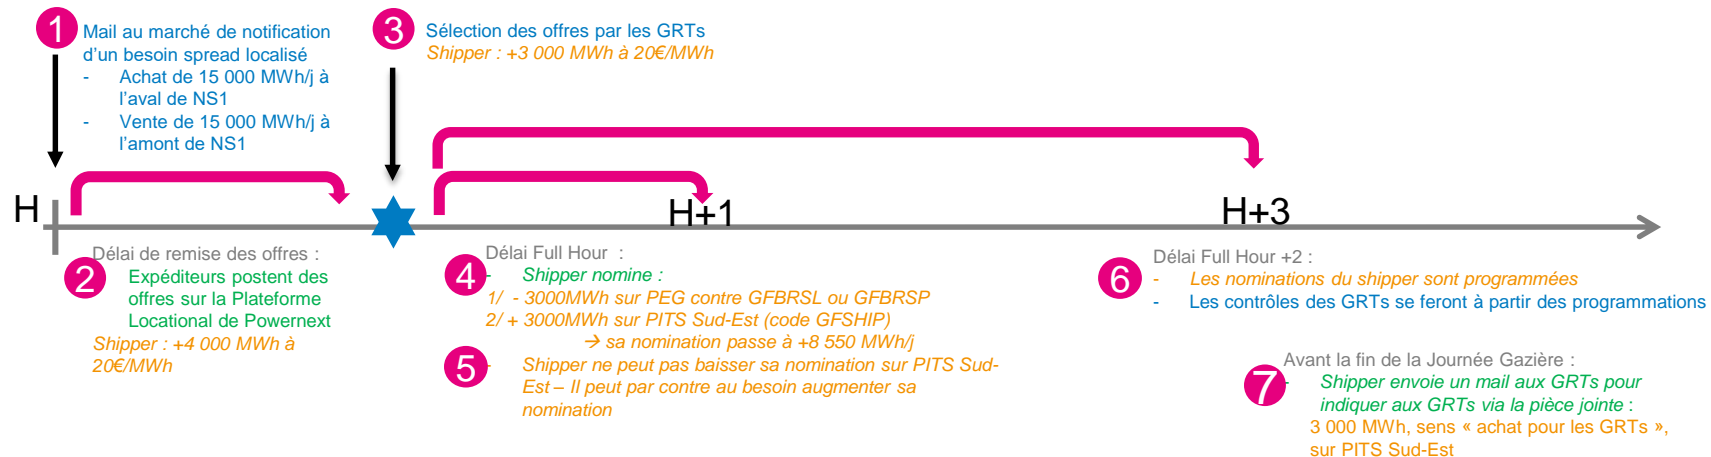 1
Mail au marché de notification
d'un besoin spread localisé
- Achat de 15 000 MWh/j à
l'aval de NS1
- Vente de 15 000 MWh/j à
l'amont de NS1
3
Sélection des offres par les GRTs
Shipper : +3 000 MWh à 20€/MWh
H
H+1
H+3
Délai de remise des offres :
2
Expéditeurs postent des
offres sur la Plateforme
Locational de Powernext
Shipper : +4 000 MWh à
20€/MWh
Délai Full Hour :
4
- Shipper nomine :
1/ - 3000MWh sur PEG contre GFBRSL ou GFBRSP
2/ + 3000MWh sur PITS Sud-Est (code GFSHIP)
→ sa nomination passe à +8 550 MWh/j
5
- Shipper ne peut pas baisser sa nomination sur PITS Sud-
Est – Il peut par contre au besoin augmenter sa
nomination
Délai Full Hour +2 :
6
- Les nominations du shipper sont programmées
- Les contrôles des GRTs se feront à partir des programmations
Avant la fin de la Journée Gazière :
7
- Shipper envoie un mail aux GRTs pour
indiquer aux GRTs via la pièce jointe :
3 000 MWh, sens « achat pour les GRTs »,
sur PITS Sud-Est